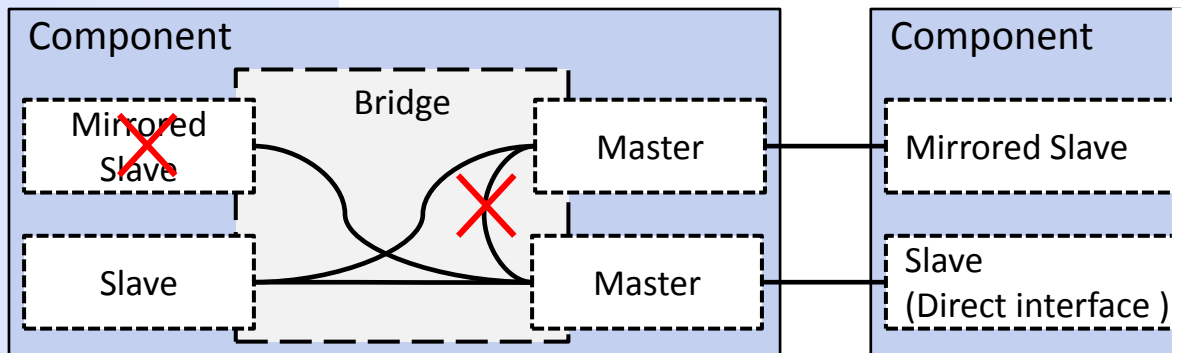 Component
Component
Bridge
Mirrored
Slave
Master
Mirrored Slave
Slave
Master
Slave
(Direct interface )